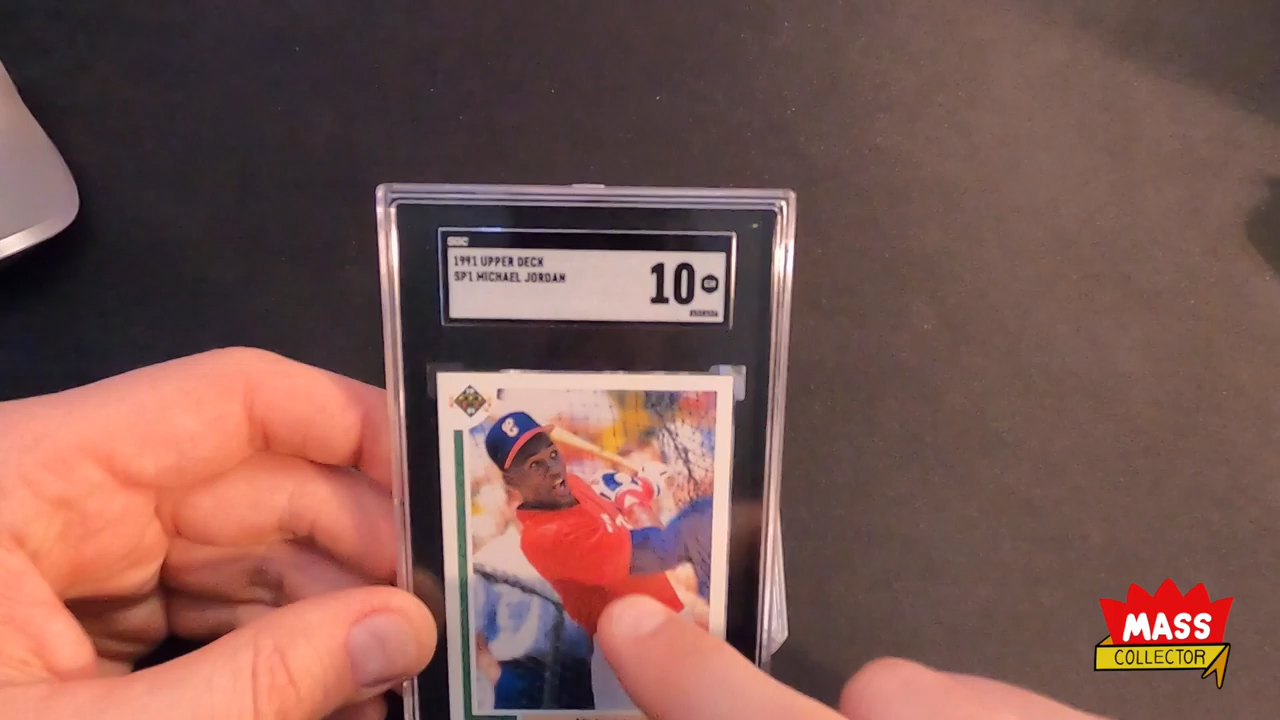 SGC
1991 UPPER DECK
SP1 MICHAEL JORDAN
10
MASS
COLLECTOR